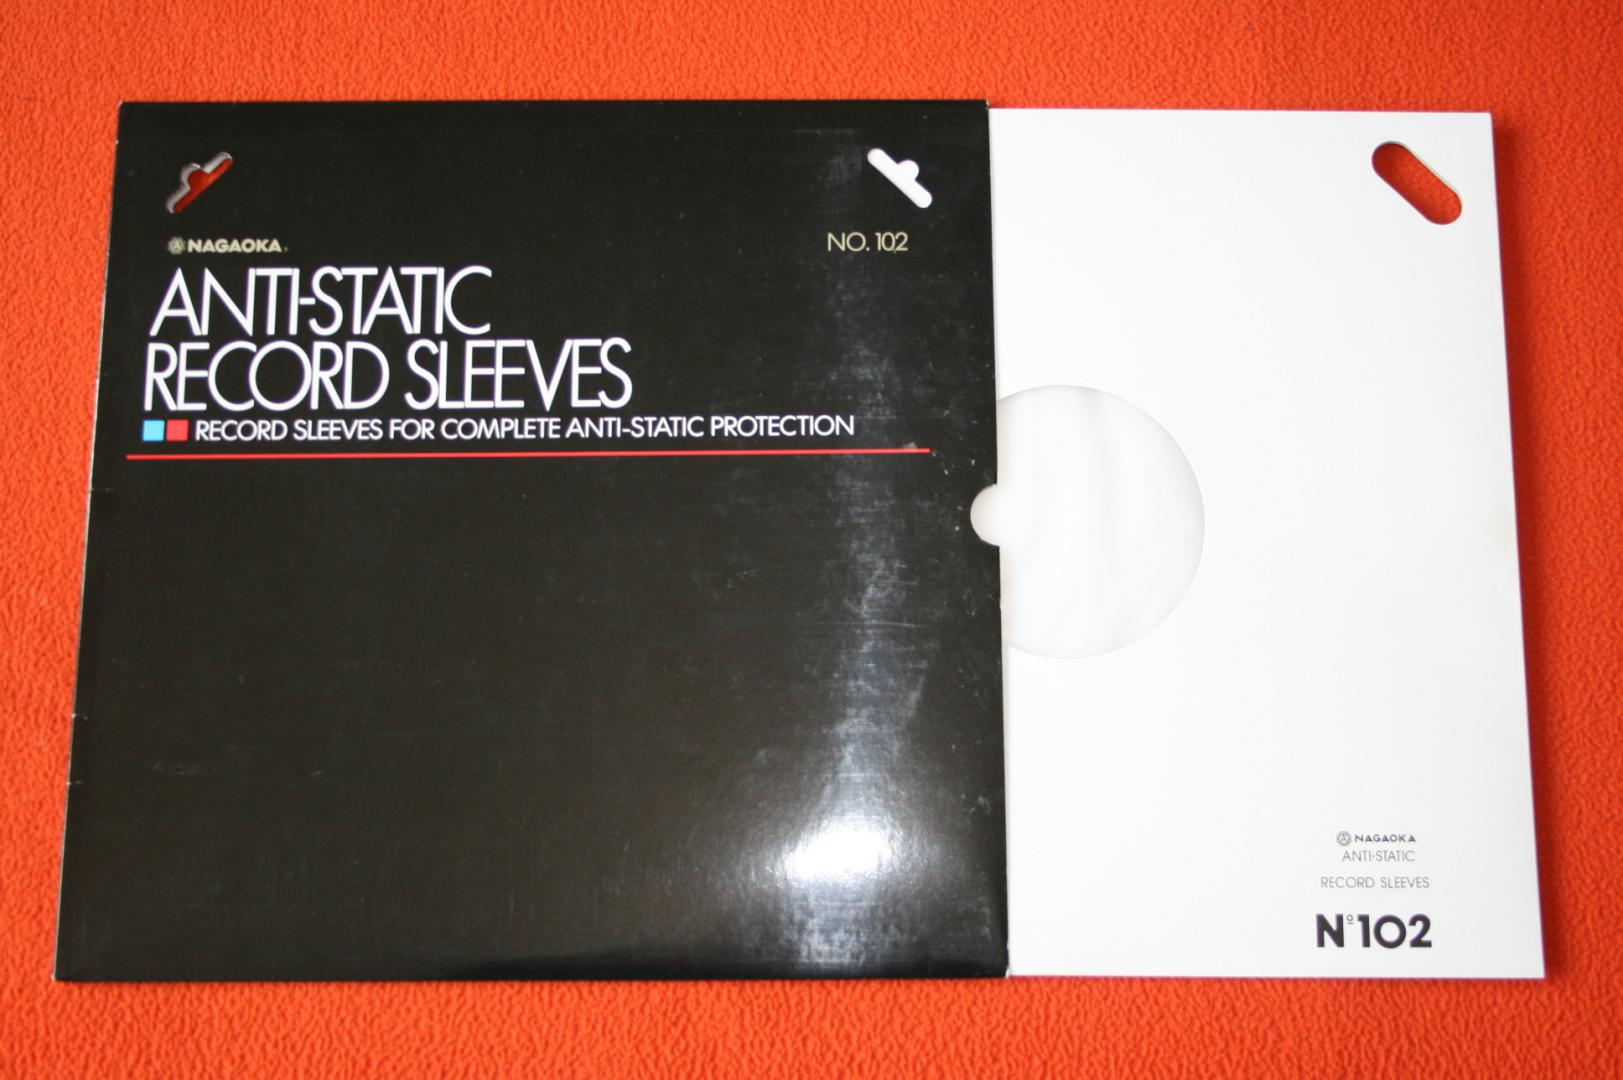 NAGAOKA
NO. 102
ANTI-STATIC
RECORD SLEEVES
RECORD SLEEVES FOR COMPLETE ANTI-STATIC PROTECTION
NAGAOKA
ANTI-STATIC
RECORD SLEEVES
Nº102